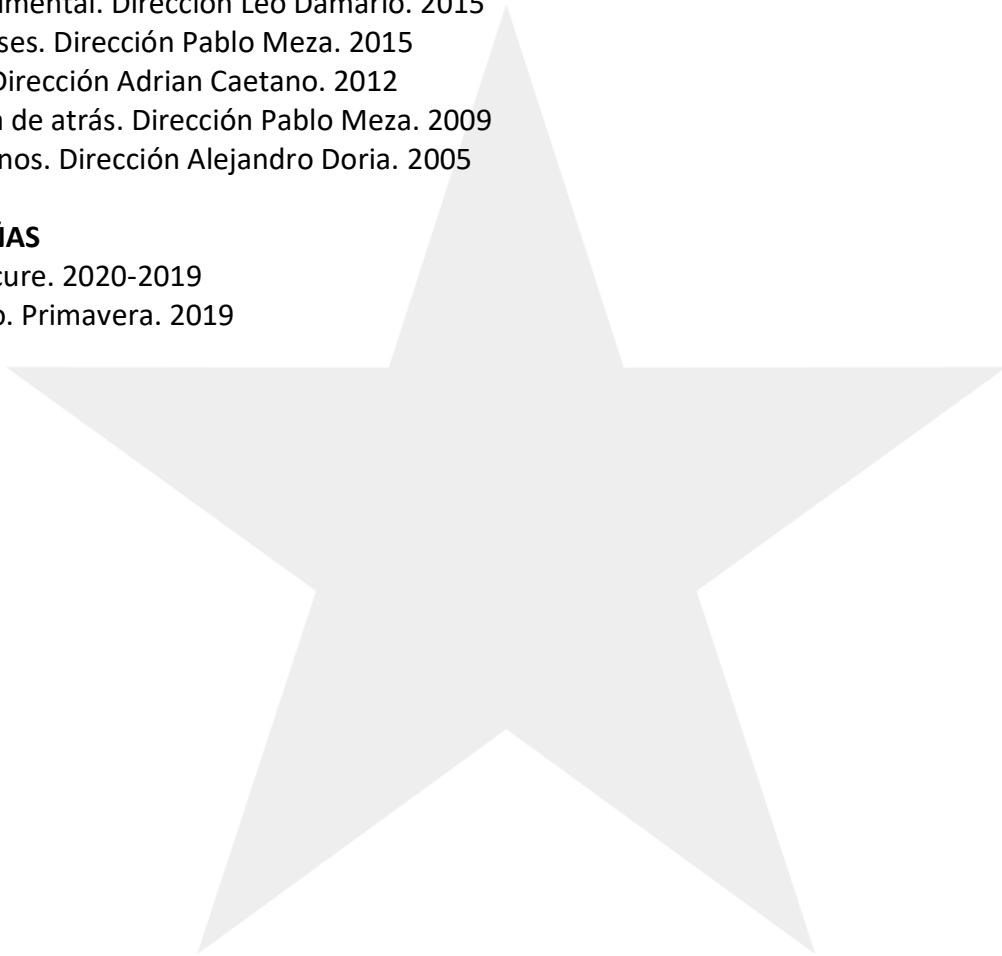 mental. Dirección Leo Damario. 2015
ses. Dirección Pablo Meza. 2015
Dirección Adrian Caetano. 2012
de atrás. Dirección Pablo Meza. 2009
nos. Dirección Alejandro Doria. 2005
ÑAS
cure. 2020-2019
o. Primavera. 2019